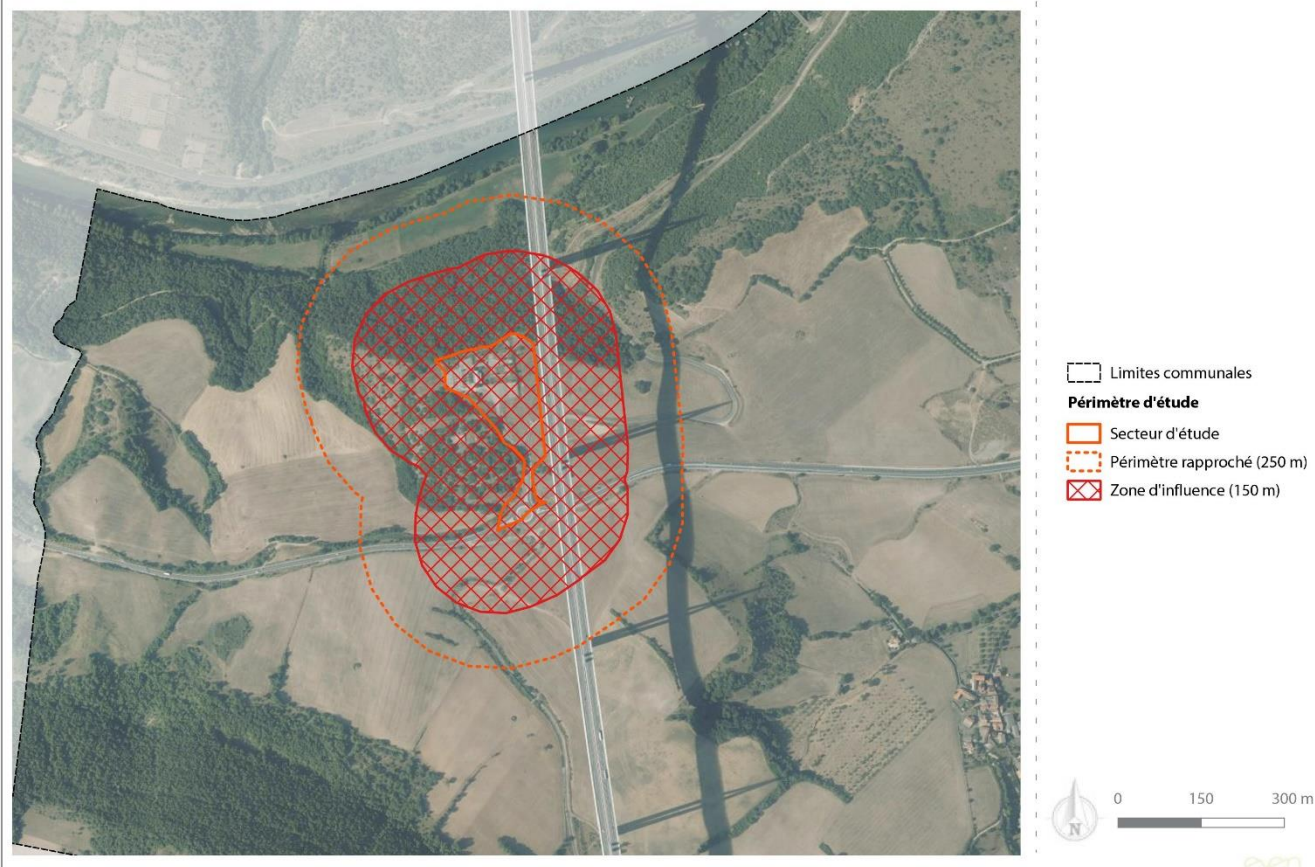 Limites communales
Périmètre d'étude
Secteur d'étude
Périmètre rapproché (250 m)
Zone d'influence (150 m)
0 150 300 m
N